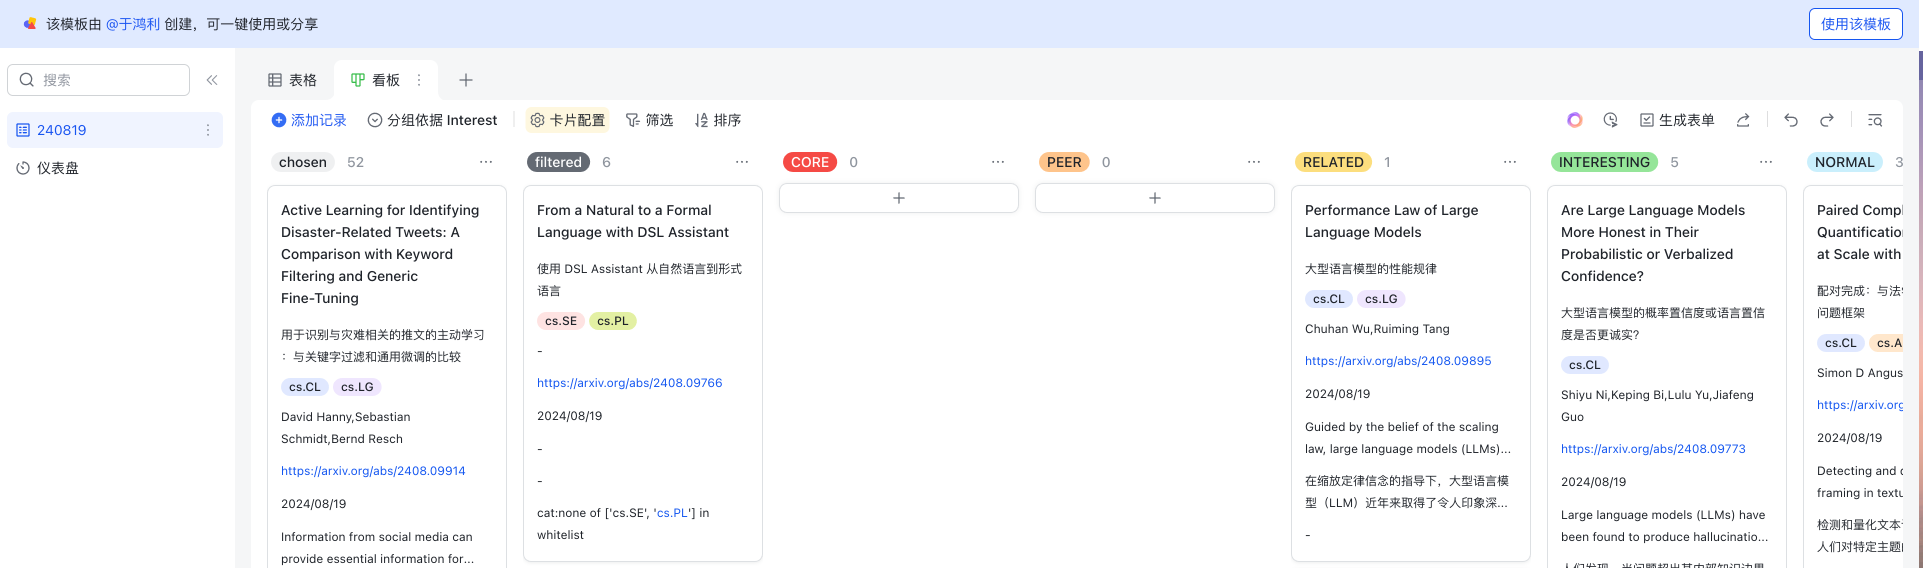 该模板由 @于鸿利 创建，可一键使用或分享
使用该模板
搜索
240819
仪表盘
表格
看板
添加记录
分组依据 Interest
卡片配置
筛选
排序
生成表单
chosen 52
Active Learning for Identifying
Disaster-Related Tweets: A
Comparison with Keyword
Filtering and Generic
Fine-Tuning
用于识别与灾难相关的推文的主动学习
：与关键字过滤和通用微调的比较
cs.CL cs.LG
David Hanny,Sebastian
Schmidt,Bernd Resch
https://arxiv.org/abs/2408.09914
2024/08/19
Information from social media can
provide essential information for...
filtered 6
From a Natural to a Formal
Language with DSL Assistant
使用 DSL Assistant 从自然语言到形式
语言
cs.SE cs.PL
-
https://arxiv.org/abs/2408.09766
2024/08/19
-
-
cat:none of ['cs.SE', 'cs.PL'] in
whitelist
CORE 0
PEER 0
RELATED 1
Performance Law of Large
Language Models
大型语言模型的性能规律
cs.CL cs.LG
Chuhan Wu,Ruiming Tang
https://arxiv.org/abs/2408.09895
2024/08/19
Guided by the belief of the scaling
law, large language models (LLMs)...
在缩放定律信念的指导下，大型语言模
型（LLM）近年来取得了令人印象深...
-
INTERESTING 5
Are Large Language Models
More Honest in Their
Probabilistic or Verbalized
Confidence?
大型语言模型的概率置信度或语言置信
度是否更诚实?
cs.CL
Shiyu Ni,Keping Bi,Lulu Yu,Jiafeng
Guo
https://arxiv.org/abs/2408.09773
2024/08/19
Large language models (LLMs) have
been found to produce hallucinatio...
人们发现，当问题超出其内部知识边界
NORMAL 3
Paired Compl
Quantification
at Scale with
配对完成：与法学
问题框架
cs.CL cs.A
Simon D Angus
https://arxiv.org
2024/08/19
Detecting and
framing in textu
检测和量化文本
人们对特定主题